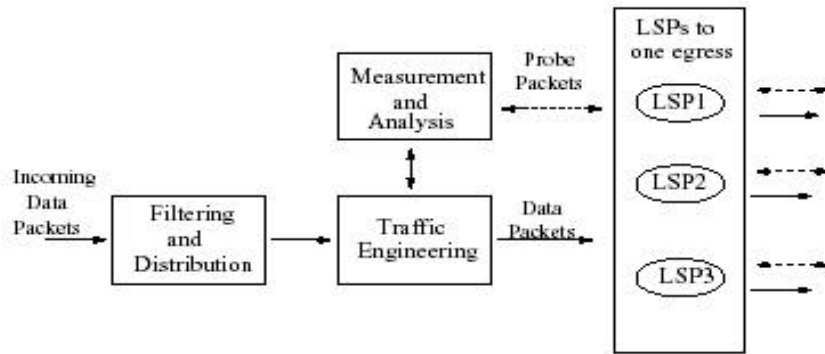 LSPs to
one egress
Probe
Packets
Measurement
and
Analysis
LSP1
Incoming
Data
Packets
Filtering
and
Distribution
Traffic
Engineering
Data
Packets
LSP2
LSP3